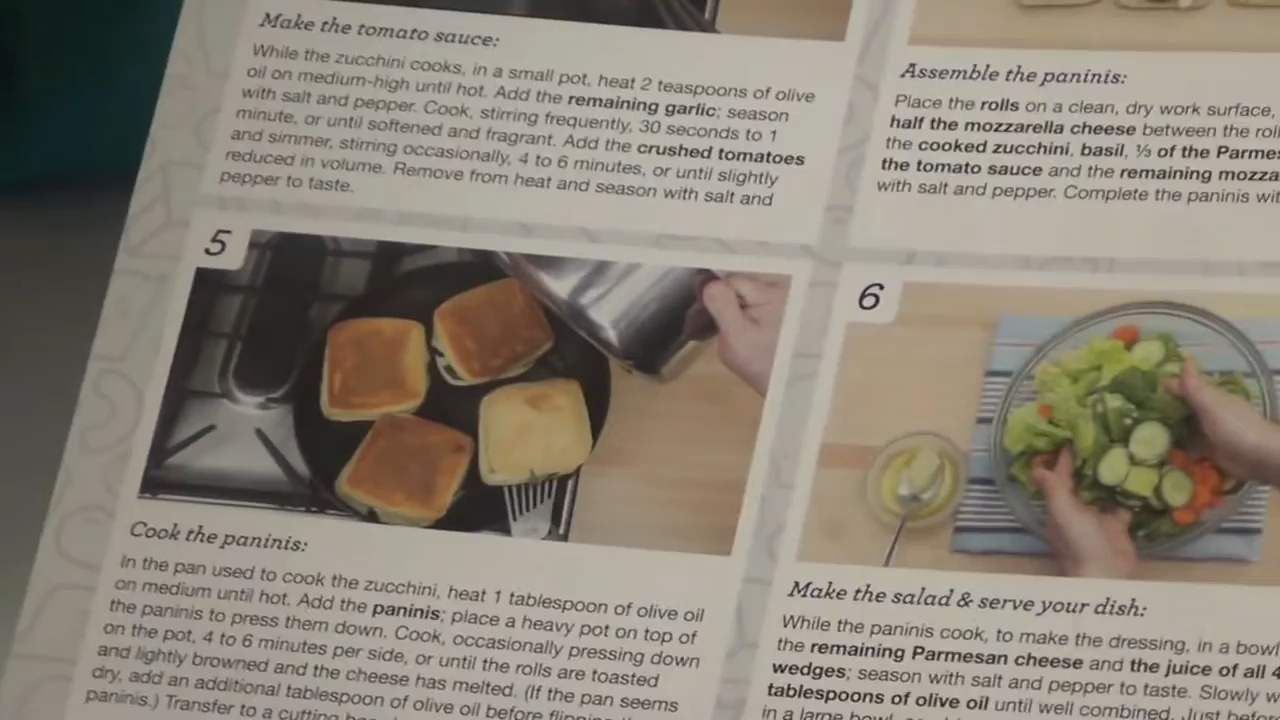 Make the tomato sauce:
While the zucchini cooks, in a small pot, heat 2 teaspoons of olive
oil on medium-high until hot. Add the remaining garlic; season
with salt and pepper. Cook, stirring frequently, 30 seconds to 1
minute, or until softened and fragrant. Add the crushed tomatoes
and simmer, stirring occasionally, 4 to 6 minutes, or until slightly
reduced in volume. Remove from heat and season with salt and
pepper to taste.
Assemble the paninis:
Place the rolls on a clean, dry work surface,
half the mozzarella cheese between the
the cooked zucchini, basil, ⅓ of the
the tomato sauce and the remaining
with salt and pepper. Complete the paninis
5
Cook the paninis:
In the pan used to cook the zucchini, heat 1 tablespoon of olive oil
on medium until hot. Add the paninis; place a heavy pot on top of
the paninis to press them down. Cook, occasionally pressing down
on the pot, 4 to 6 minutes per side, or until the rolls are toasted
and lightly browned and the cheese has melted. (If the pan seems
dry, add an additional tablespoon of olive oil before
paninis.) Transfer to a cutting
6
Make the salad & serve your dish:
While the paninis cook, to make the dressing, in a bowl
the remaining Parmesan cheese and the juice of all 4
wedges; season with salt and pepper to taste. Slowly
tablespoons of olive oil until well combined. Just
in a large bowl,